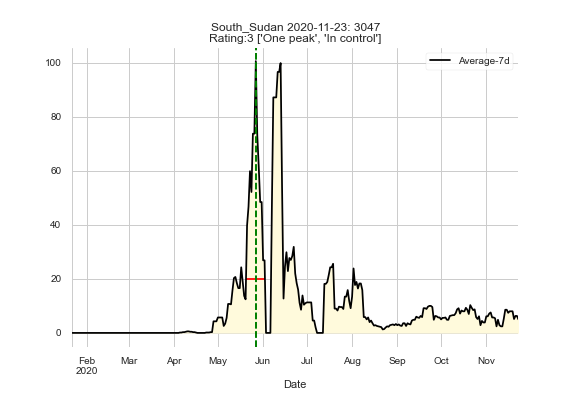 South_Sudan 2020-11-23: 3047
Rating:3 ['One peak', 'In control']
Average-7d
100
80
60
40
20
0
Feb Mar Apr May Jun Jul Aug Sep Oct Nov
2020
Date